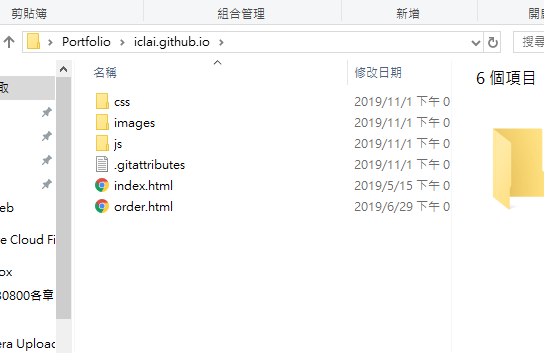 剪貼簿 組合管理 新增
Portfolio iclai.github.io 搜尋
名稱 修改日期 6 個項目
取
css 2019/11/1 下午 0
images 2019/11/1 下午 0
js 2019/11/1 下午 0
.gitattributes 2019/11/1 下午 0
index.html 2019/5/15 下午 0
order.html 2019/6/29 下午 0
eb
e Cloud Fi
ox
30800各章
era Uploac